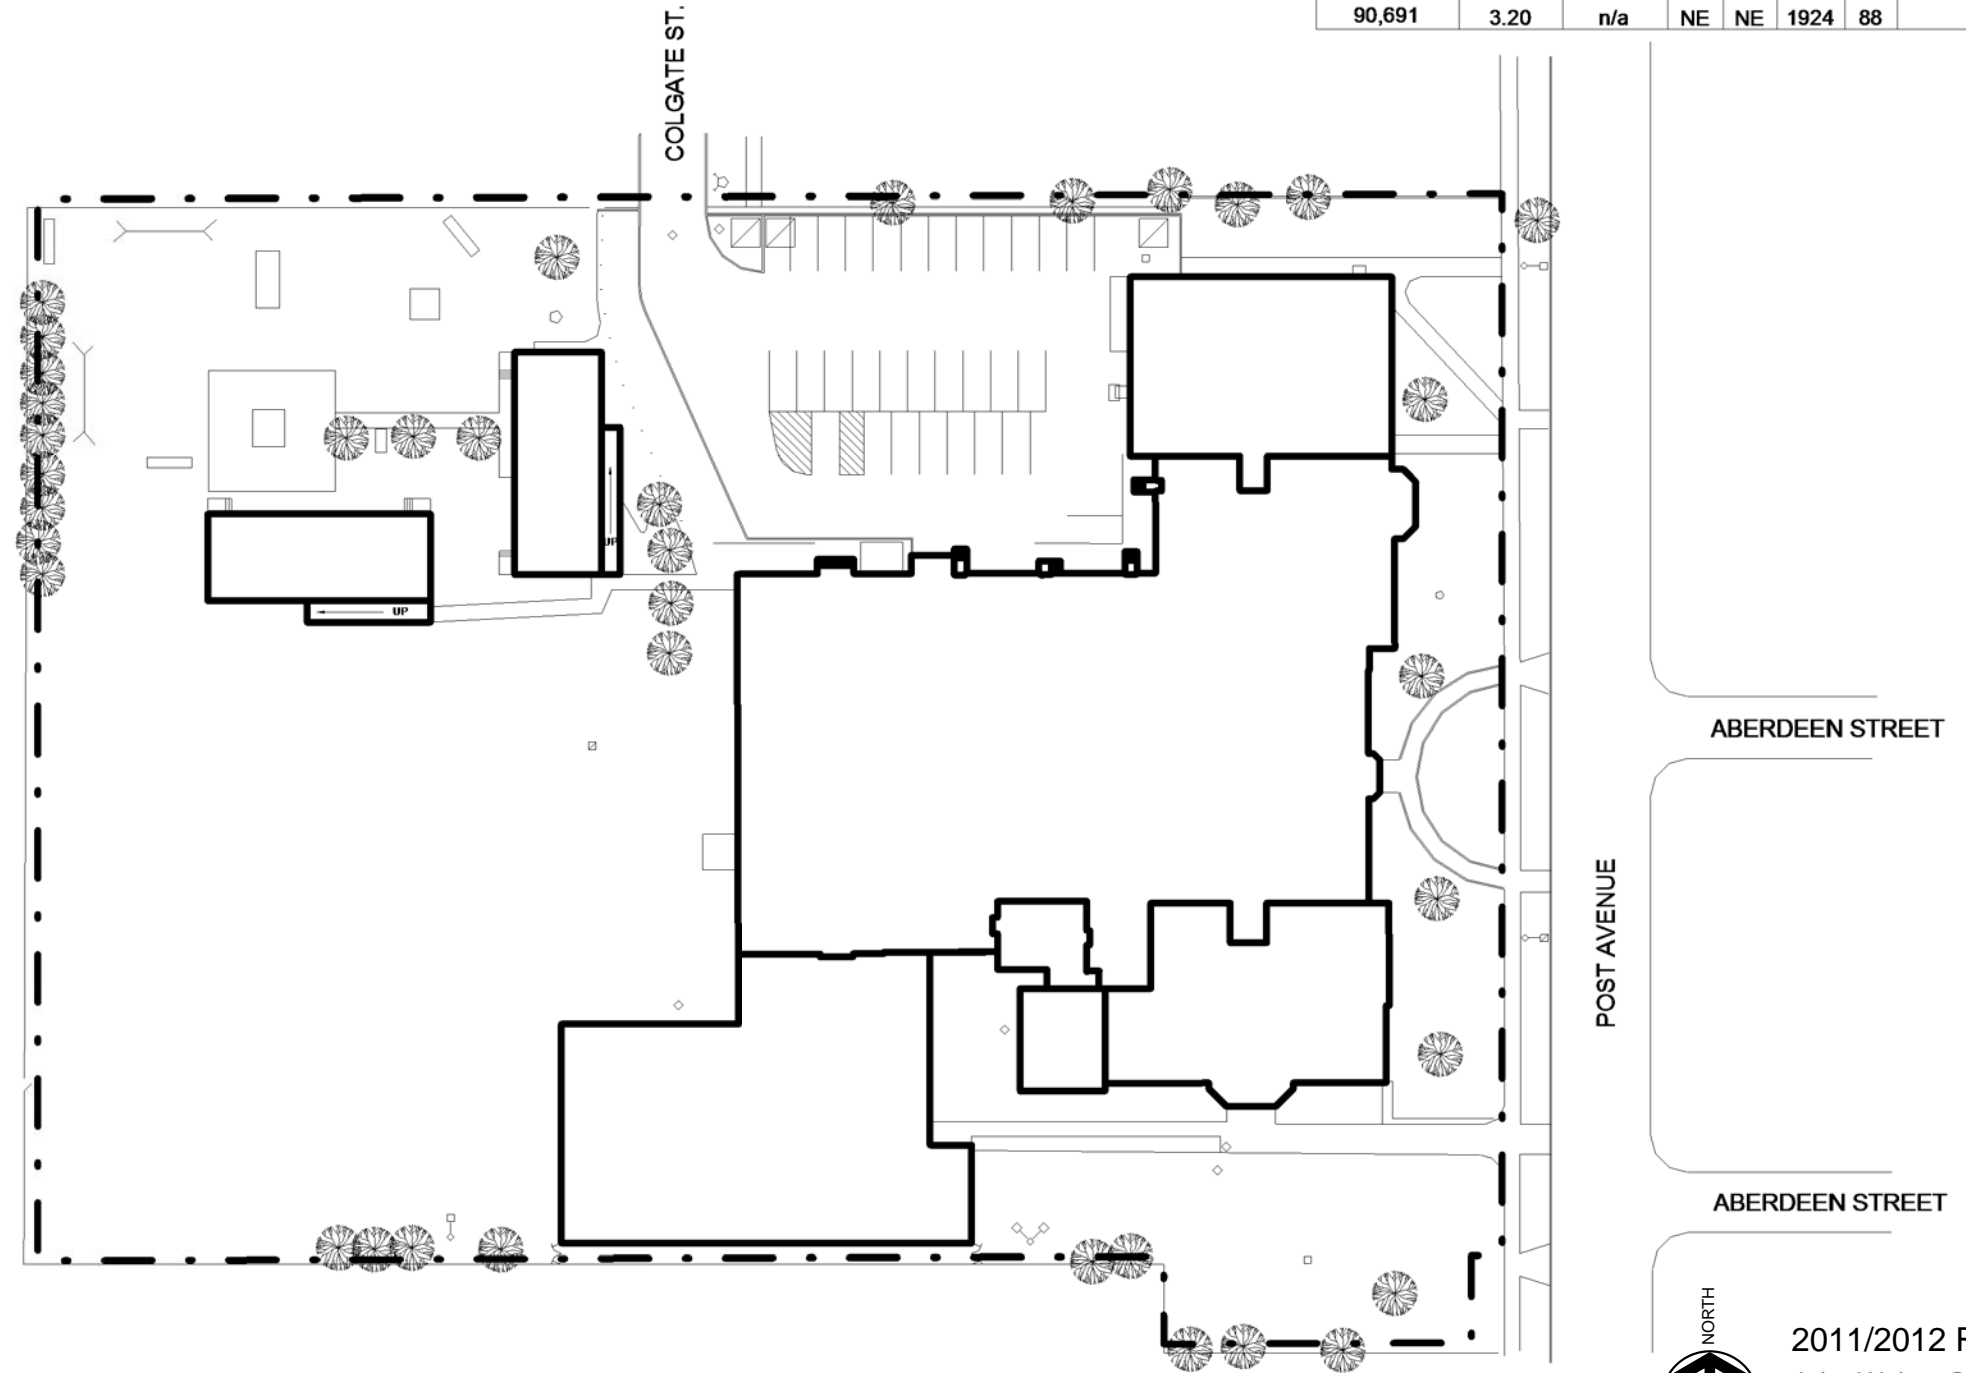 90,691 3.20 n/a NE NE 1924 88
COLGATE ST.
UP
UP
ABERDEEN STREET
POST AVENUE
ABERDEEN STREET
NORTH
2011/2012